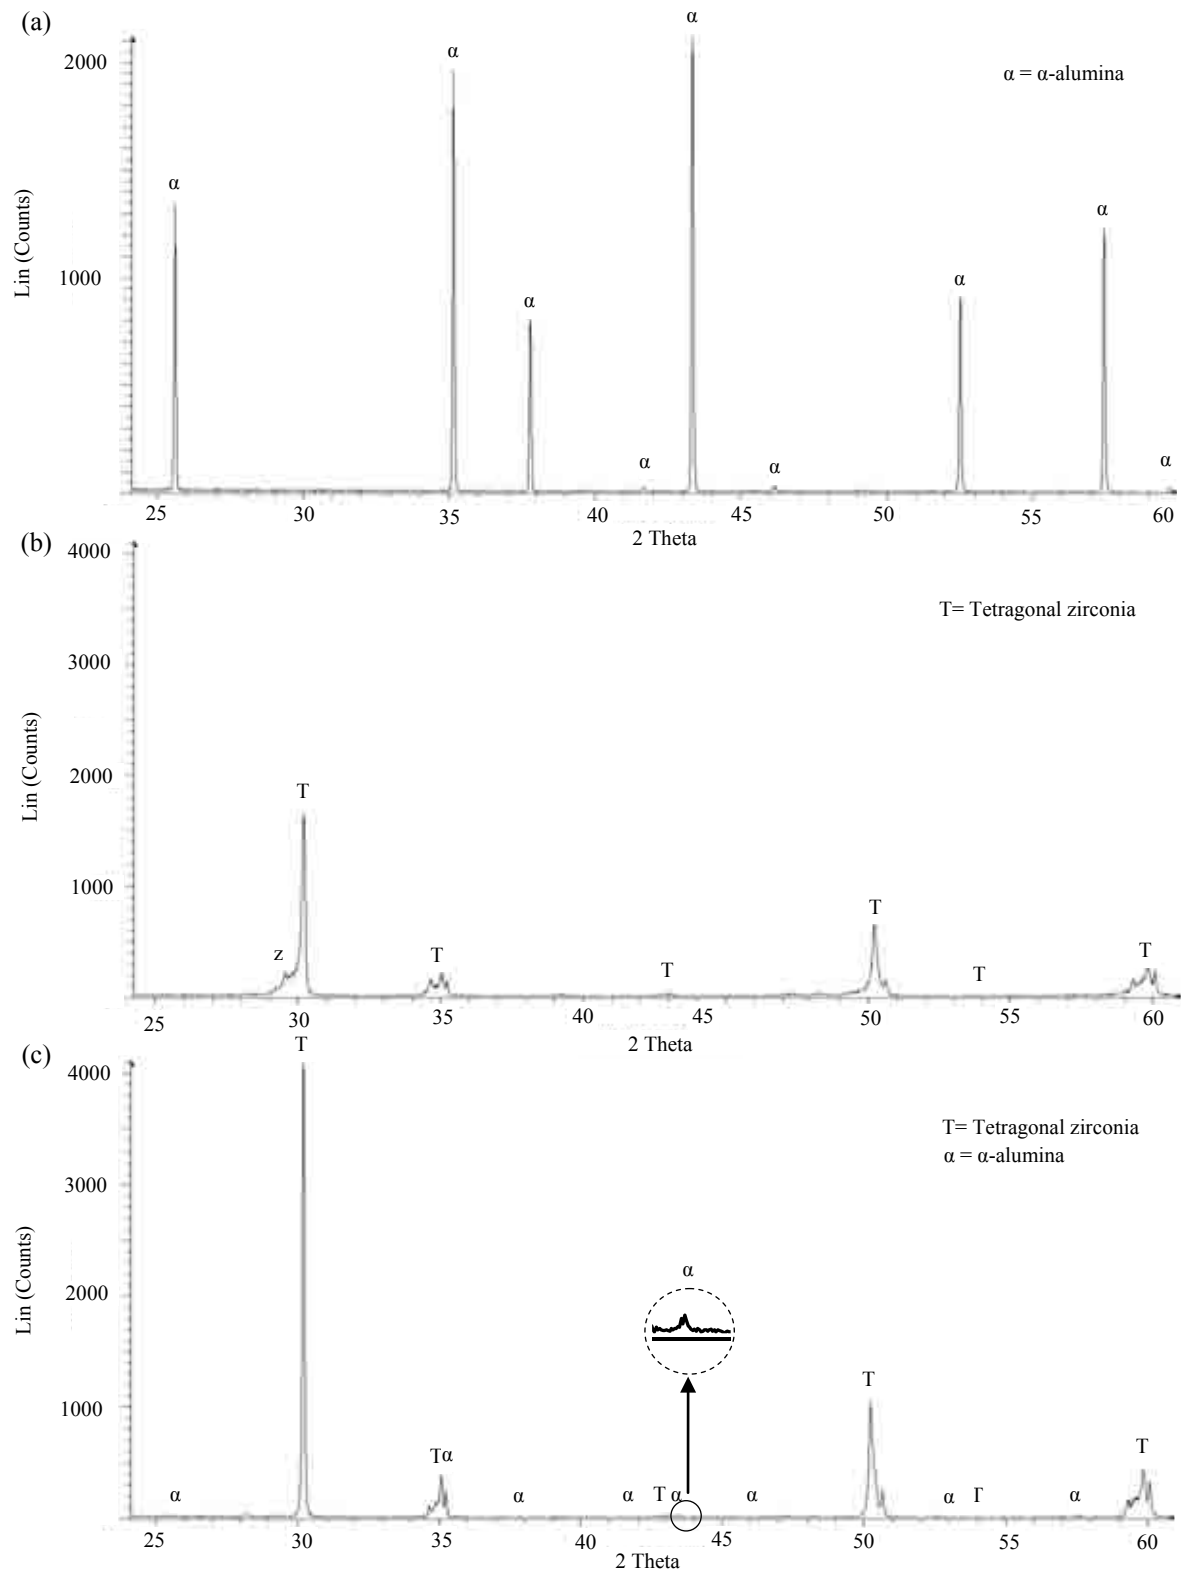 (a)
α
2000
α
α = α-alumina
α
α
Lin (Counts)
1000
α
α
α
α
α
25
30
35
40
45
50
55
60
2 Theta
(b)
4000
T= Tetragonal zirconia
3000
Lin (Counts)
2000
T
1000
z
T
T
T
T
T
25
30
35
40
45
50
55
60
2 Theta
(c)
T
4000
T= Tetragonal zirconia
α = α-alumina
3000
Lin (Counts)
2000
α
1000
T
Tα
T
α
α
α
T α
α
α
Γ
α
25
30
35
40
45
50
55
60
2 Theta